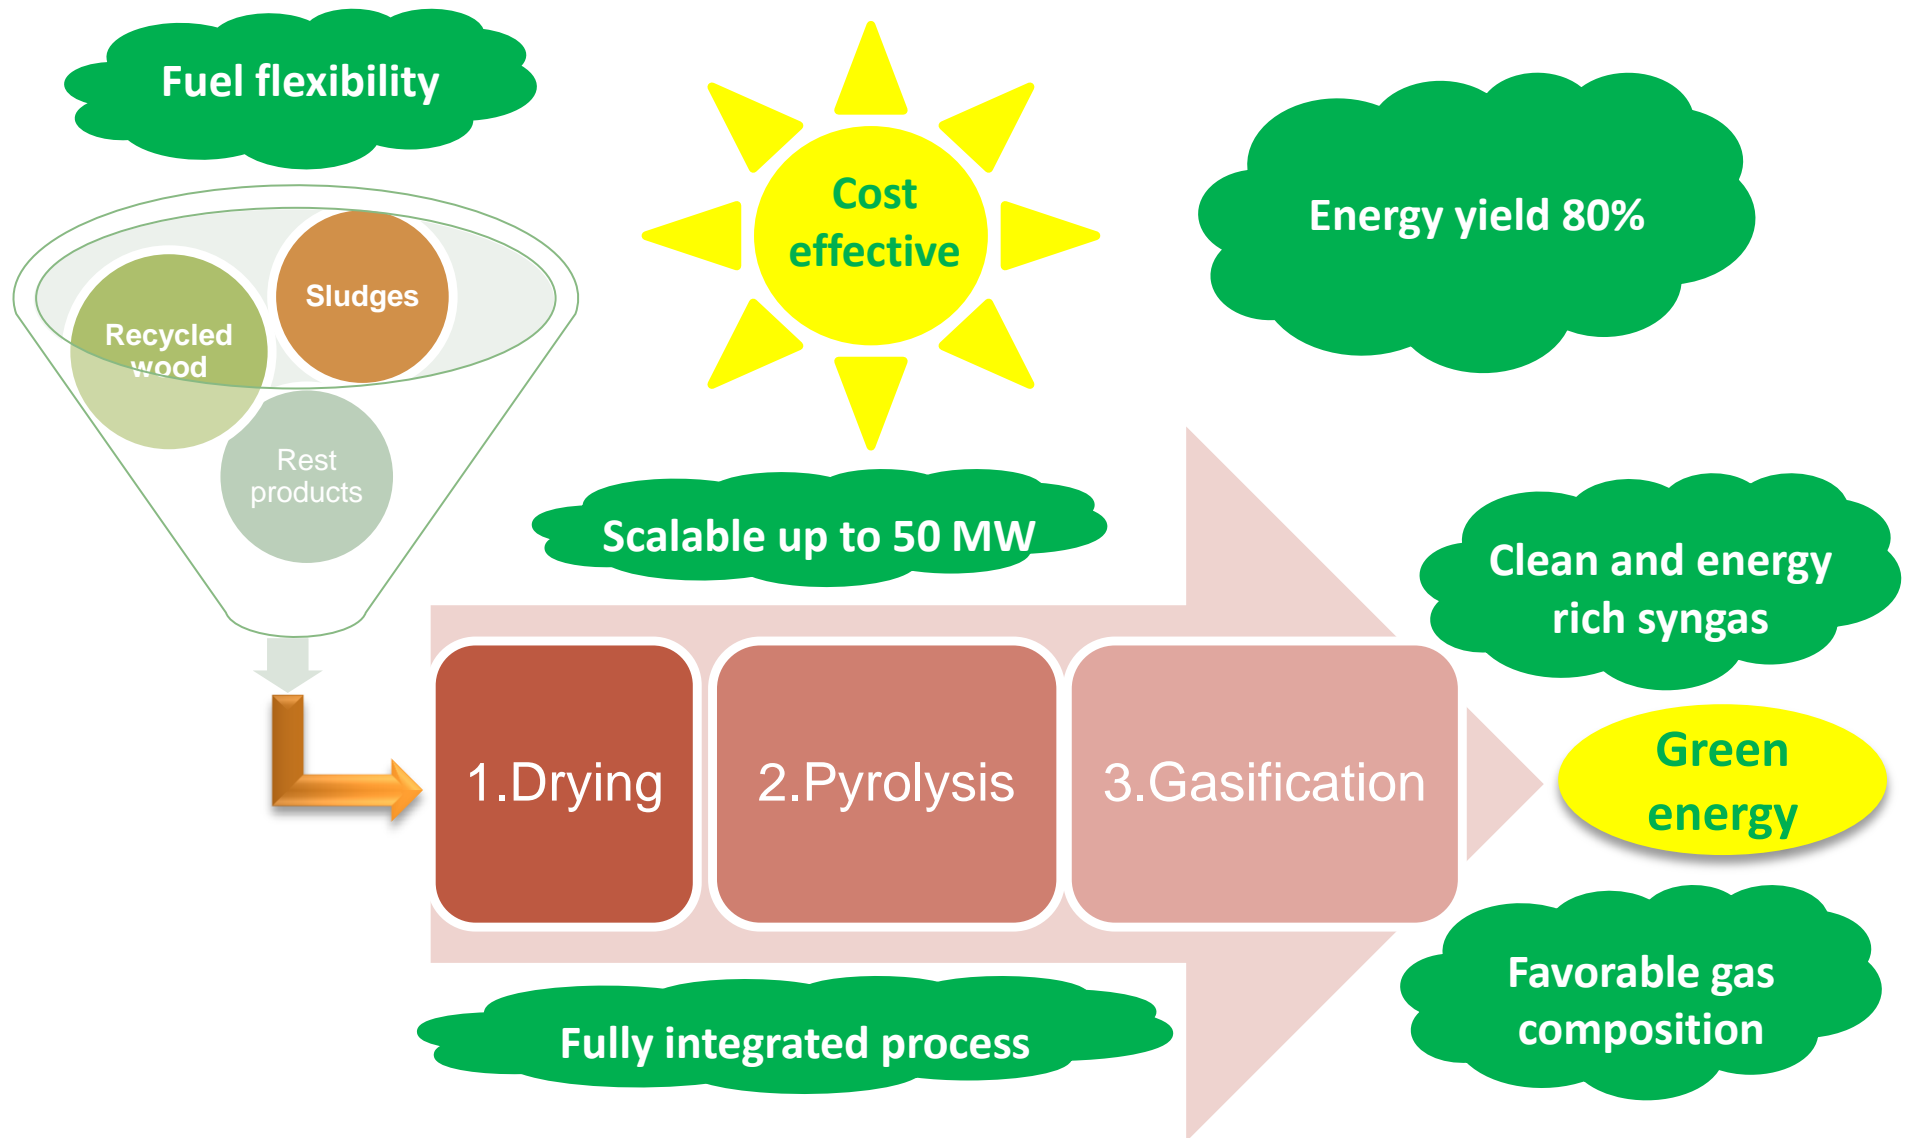 Fuel flexibility
Cost
effective
Energy yield 80%
Sludges
Recycled
wood
Rest
products
Scalable up to 50 MW
Clean and energy
rich syngas
1.Drying
2.Pyrolysis
3.Gasification
Green
energy
Favorable gas
composition
Fully integrated process